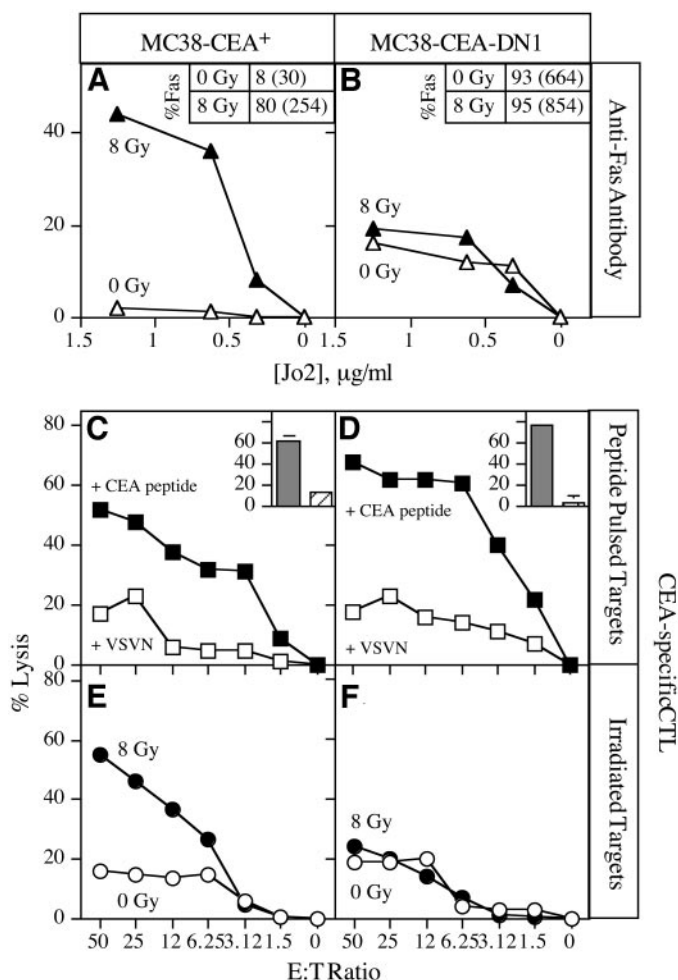 MC38-CEA⁺ MC38-CEA-DN1
A
%Fas
0 Gy 8 (30)
8 Gy 80 (254)
B
%Fas
0 Gy 93 (664)
8 Gy 95 (854)
Anti-Fas Antibody
40
20
0
8 Gy
0 Gy
8 Gy
0 Gy
1.5 1 0.5 0 1.5 1 0.5 0
[Jo2], µg/ml
80
60
40
20
0
C
60
40
20
0
+ CEA peptide
+ VSVN
D
60
40
20
0
+ CEA peptide
+ VSVN
Peptide Pulsed Targets
CEA-specificCTL
% Lysis
80
60
40
20
0
E
8 Gy
0 Gy
F
8 Gy
0 Gy
Irradiated Targets
50 25 12 6.25 3.12 1.5 0 50 25 12 6.25 3.12 1.5 0
E:T Ratio